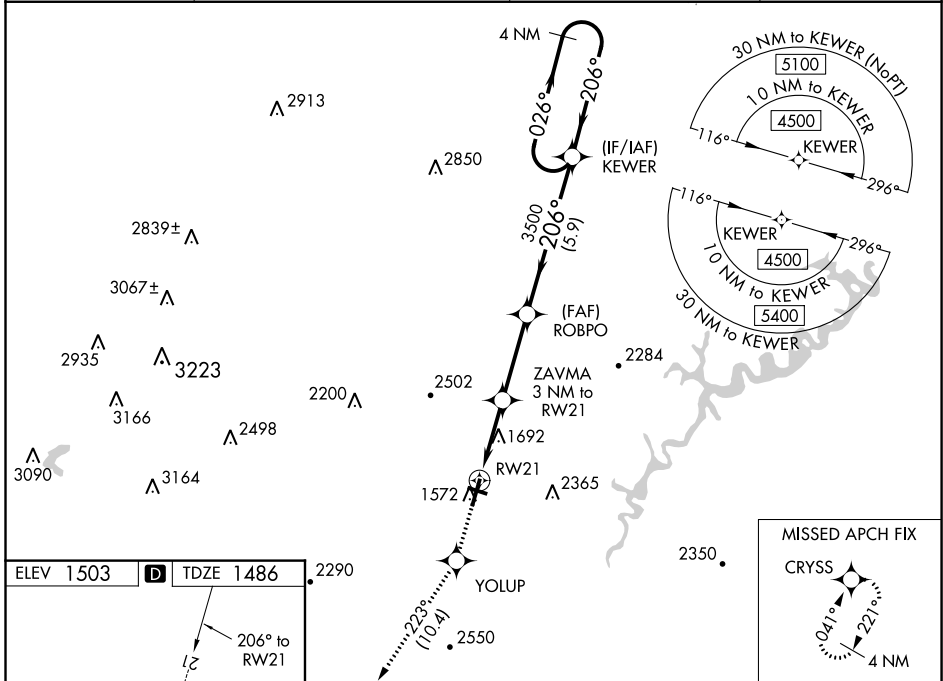 4 NM
026°
206°
(IF/IAF)
KEWER
3500
206°
(5.9)
(FAF)
ROBPO
ZAVMA
3 NM to
RW21
RW21
YOLUP
223°
(10.4)
2913
2850
2839±
3067±
2935
3223
3166
2200
2502
2284
2498
3090
3164
1692
1572
2365
2290
2350
2550
30 NM to KEWER (NoPT)
5100
10 NM to KEWER
4500
116°
KEWER
296°
116°
KEWER
296°
4500
10 NM to KEWER
5400
30 NM to KEWER
ELEV 1503 D TDZE 1486
206° to
RW21
21
MISSED APCH FIX
CRYSS
041°
221°
4 NM